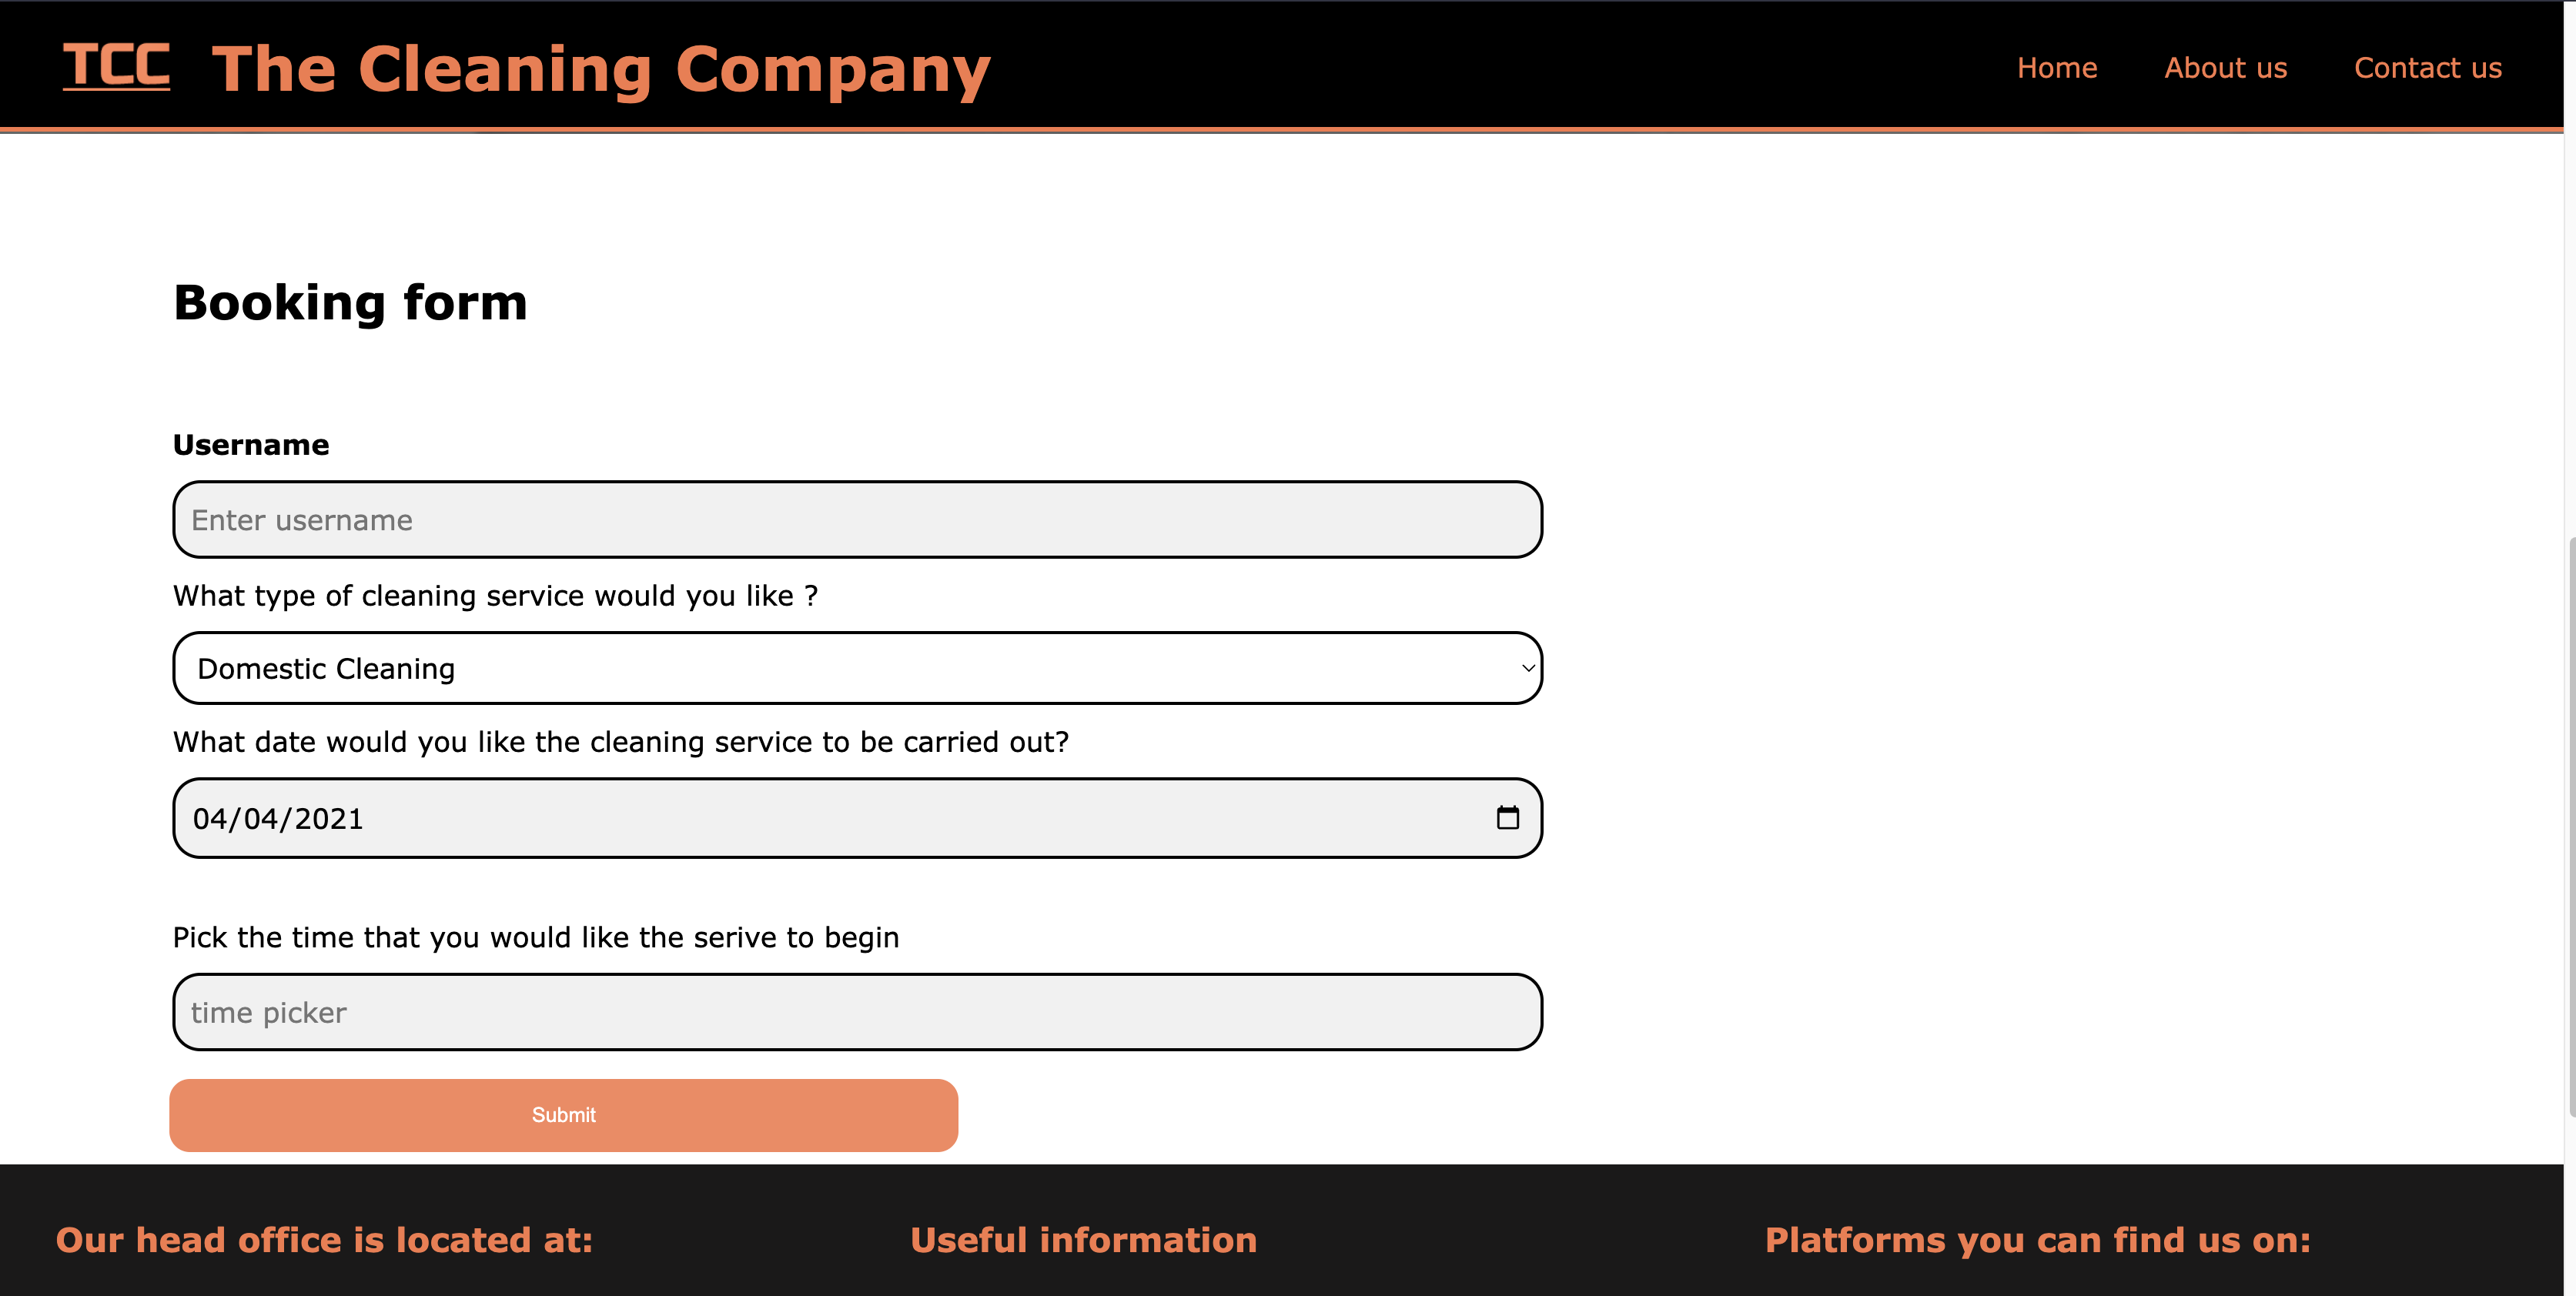 TCC The Cleaning Company Home About us Contact us
Booking form
Username
Enter username
What type of cleaning service would you like ?
Domestic Cleaning
What date would you like the cleaning service to be carried out?
04/04/2021
Pick the time that you would like the serive to begin
time picker
Submit
Our head office is located at: Useful information Platforms you can find us on: